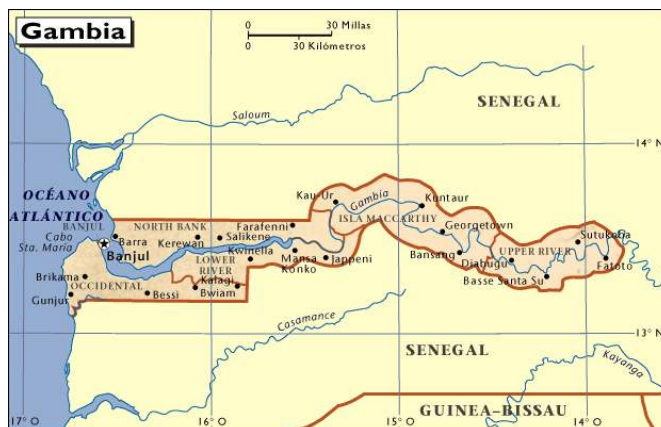 Gambia
0 30 Millas
0 30 Kilómetros
SENEGAL
Saloum
14° N
OCÉANO
ATLÁNTICO
Kau-Ur
Gambia
Kuntaur
ISLA MACCARTHY
BANJUL
NORTH BANK
Farafenni
Georgetown
Sutukoba
Cabo
Sta. María
Barra
Kerewan
Salikene
Banjul
Kwinella
LOWER
RIVER
Mansa
Konko
Jappeni
Bansang
Diabugu
UPPER RIVER
Fatoto
Brikama
OCCIDENTAL
Kalagi
Basse Santa Su
Gunjur
Bessi
Bwiam
Casamance
13° N
SENEGAL
Kayanga
GUINEA-BISSAU
17° O
16° O
15° O
14° O